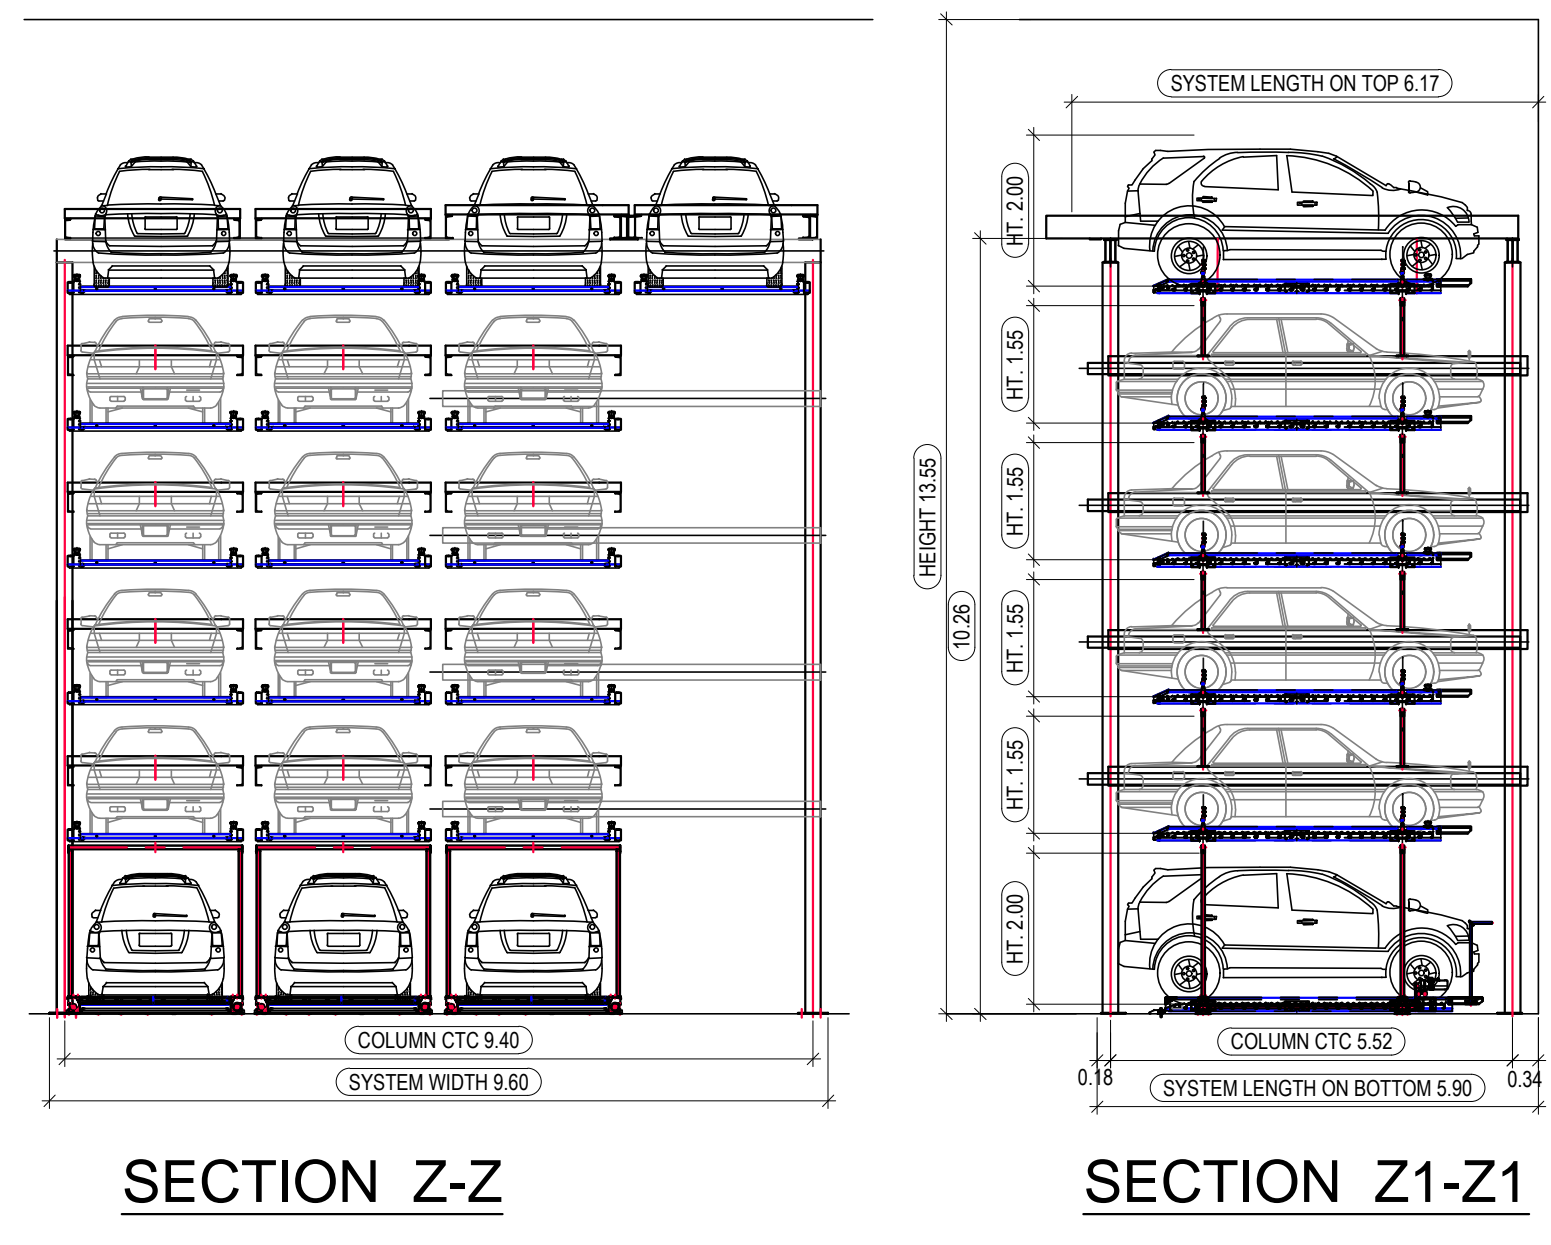 SYSTEM LENGTH ON TOP 6.17
HT. 2.00
HT. 1.55
HT. 1.55
HEIGHT 13.55
10.26
HT. 1.55
HT. 1.55
HT. 2.00
COLUMN CTC 9.40
SYSTEM WIDTH 9.60
COLUMN CTC 5.52
0.18
0.34
SYSTEM LENGTH ON BOTTOM 5.90
SECTION Z-Z
SECTION Z1-Z1